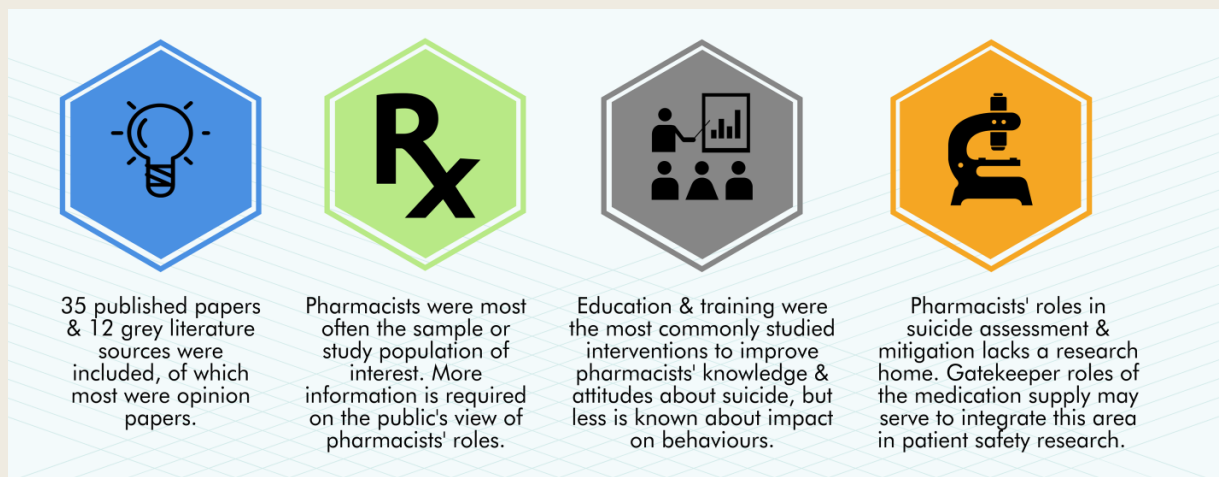 Rx
35 published papers
& 12 grey literature
sources were
included, of which
most were opinion
papers.
Pharmacists were most
often the sample or
study population of
interest. More
information is required
on the public's view of
pharmacists' roles.
Education & training were
the most commonly studied
interventions to improve
pharmacists' knowledge &
attitudes about suicide, but
less is known about impact
on behaviours.
Pharmacists' roles in
suicide assessment &
mitigation lacks a research
home. Gatekeeper roles of
the medication supply may
serve to integrate this area
in patient safety research.